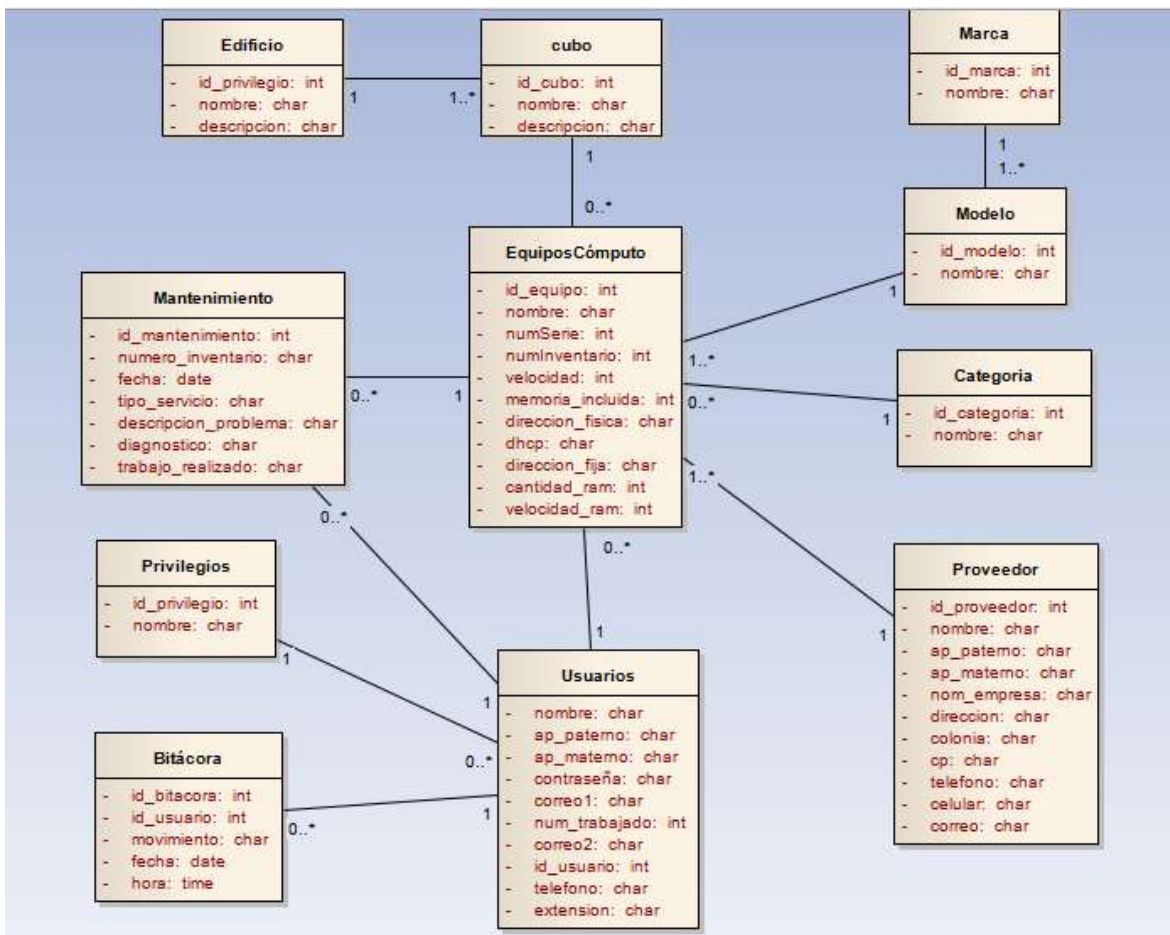 Edificio
- id_privilegio: int
- nombre: char
- descripcion: char
1
1..*
cubo
- id_cubo: int
- nombre: char
- descripcion: char
1
0..*
Marca
- id_marca: int
- nombre: char
1
1..*
Modelo
- id_modelo: int
- nombre: char
1
1..*
EquiposCómputo
- id_equipo: int
- nombre: char
- numSerie: int
- numInventario: int
- velocidad: int
- memoria_incluida: int
- direccion_fisica: char
- dhcp: char
- direccion_fija: char
- cantidad_ram: int
- velocidad_ram: int
Mantenimiento
- id_mantenimiento: int
- numero_inventario: char
- fecha: date
- tipo_servicio: char
- descripcion_problema: char
- diagnostico: char
- trabajo_realizado: char
0..*
1
0..*
Categoria
- id_categoria: int
- nombre: char
0..*
1
1..*
Proveedor
- id_proveedor: int
- nombre: char
- ap_paterno: char
- ap_materno: char
- nom_empresa: char
- direccion: char
- colonia: char
- cp: char
- telefono: char
- celular: char
- correo: char
1
0..*
1
Privilegios
- id_privilegio: int
- nombre: char
1
Usuarios
- nombre: char
- ap_paterno: char
- ap_materno: char
- contraseña: char
- correo1: char
- num_trabajado: int
- correo2: char
- id_usuario: int
- telefono: char
- extension: char
1
0..*
1
Bitácora
- id_bitacora: int
- id_usuario: int
- movimiento: char
- fecha: date
- hora: time
0..*